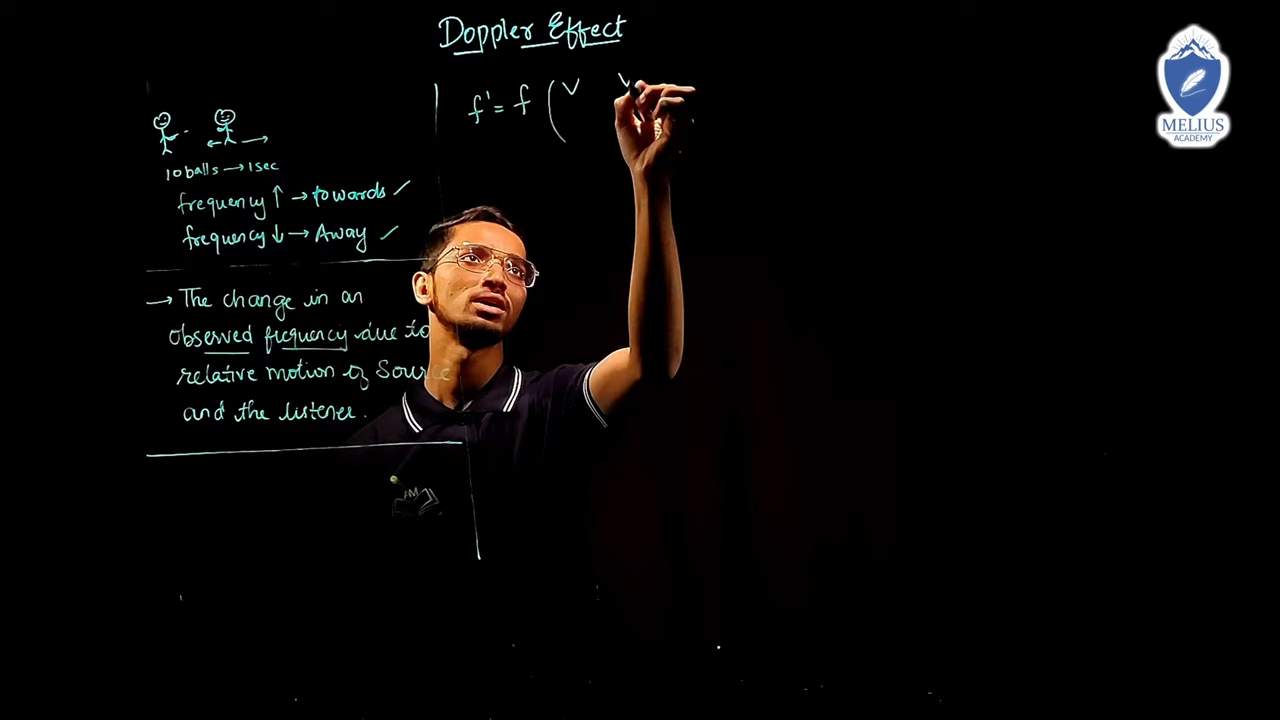 Doppler Effect
10 balls → 1 sec
frequency ↑ → towards ✓
frequency ↓ → Away ✓
→ The change in an
observed frequency due to
relative motion of Source
and the listener.
f' = f ( v v
AM
MELIUS
ACADEMY